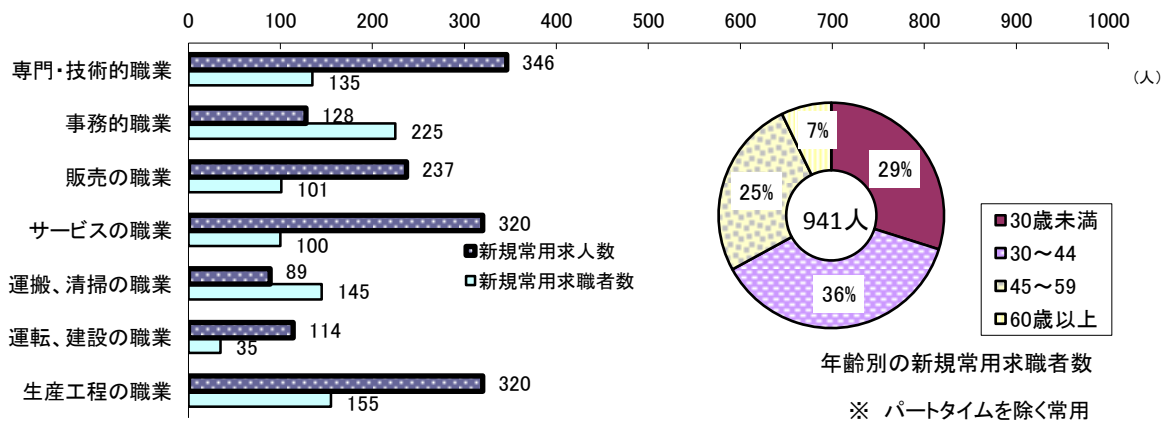 0 100 200 300 400 500 600 700 800 900 1000
(人)
専門・技術的職業 346
135
事務的職業 128
225
販売の職業 237
101
サービスの職業 320
100
運搬、清掃の職業 89
145
運転、建設の職業 114
35
生産工程の職業 320
155
新規常用求人数
新規常用求職者数
7%
29%
25%
941人
36%
30歳未満
30～44
45～59
60歳以上
年齢別の新規常用求職者数
※ パートタイムを除く常用